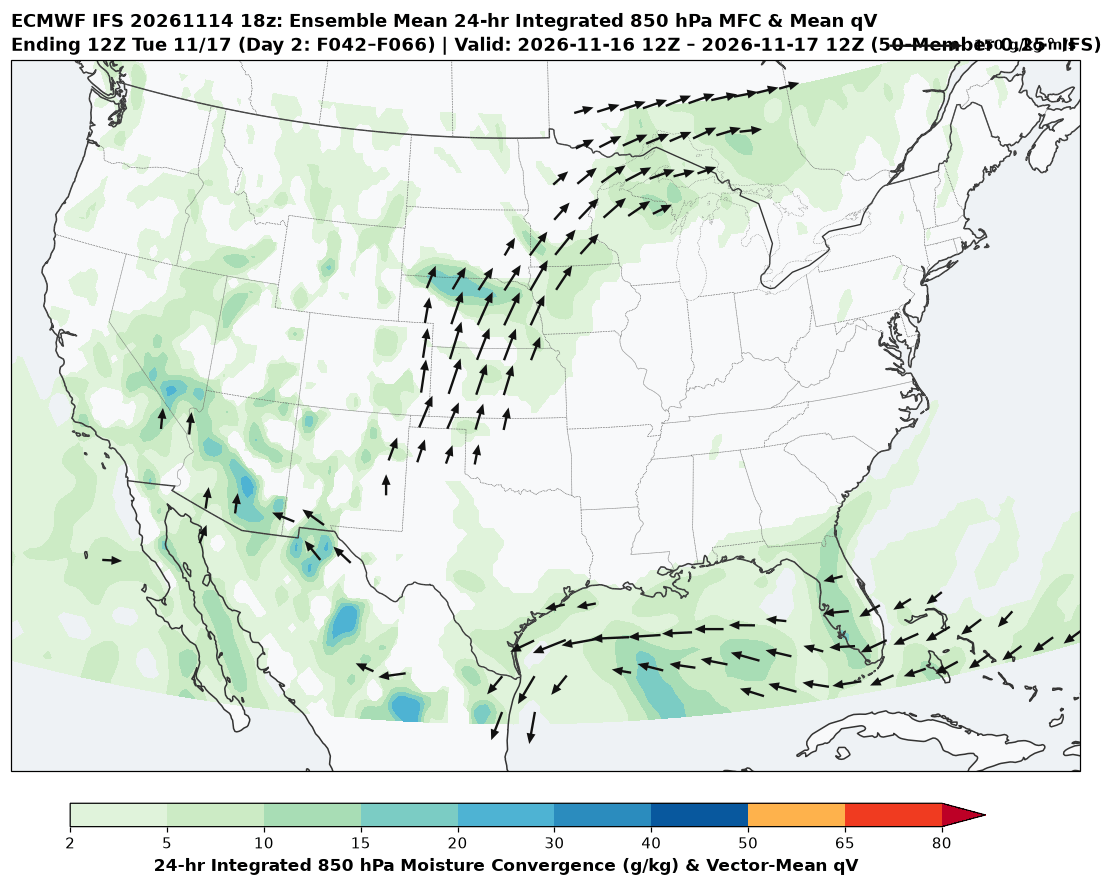 ECMWF IFS 20261114 18z: Ensemble Mean 24-hr Integrated 850 hPa MFC & Mean qV
Ending 12Z Tue 11/17 (Day 2: F042–F066) | Valid: 2026-11-16 12Z – 2026-11-17 12Z (50-Member 0.25° IFS)
2 5 10 15 20 30 40 50 65 80
24-hr Integrated 850 hPa Moisture Convergence (g/kg) & Vector-Mean qV